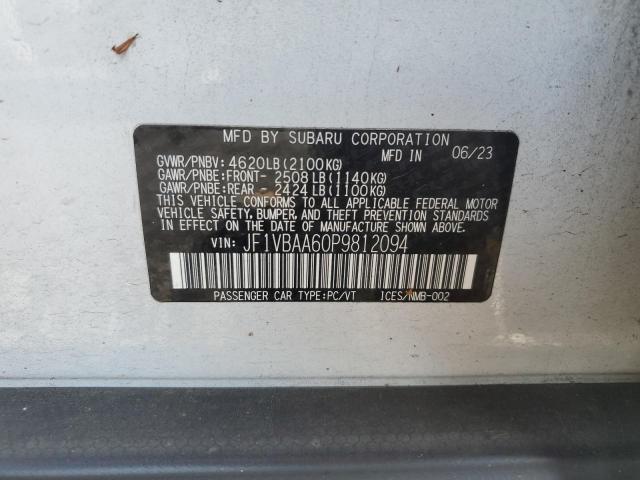 MFD BY SUBARU CORPORATION
GVWR/PNBV: 4620LB(2100KG) MFD IN 06/23
GAWR/PNBE:FRONT- 2508LB(1140KG)
GAWR/PNBE:REAR - 2424LB(1100KG)
THIS VEHICLE CONFORMS TO ALL APPLICABLE FEDERAL MOTOR
VEHICLE SAFETY, BUMPER, AND THEFT PREVENTION STANDARDS
IN EFFECT ON THE DATE OF MANUFACTURE SHOWN ABOVE.
VIN: JF1VBAA60P9812094
PASSENGER CAR TYPE:PC/VT ICES/NMB-002